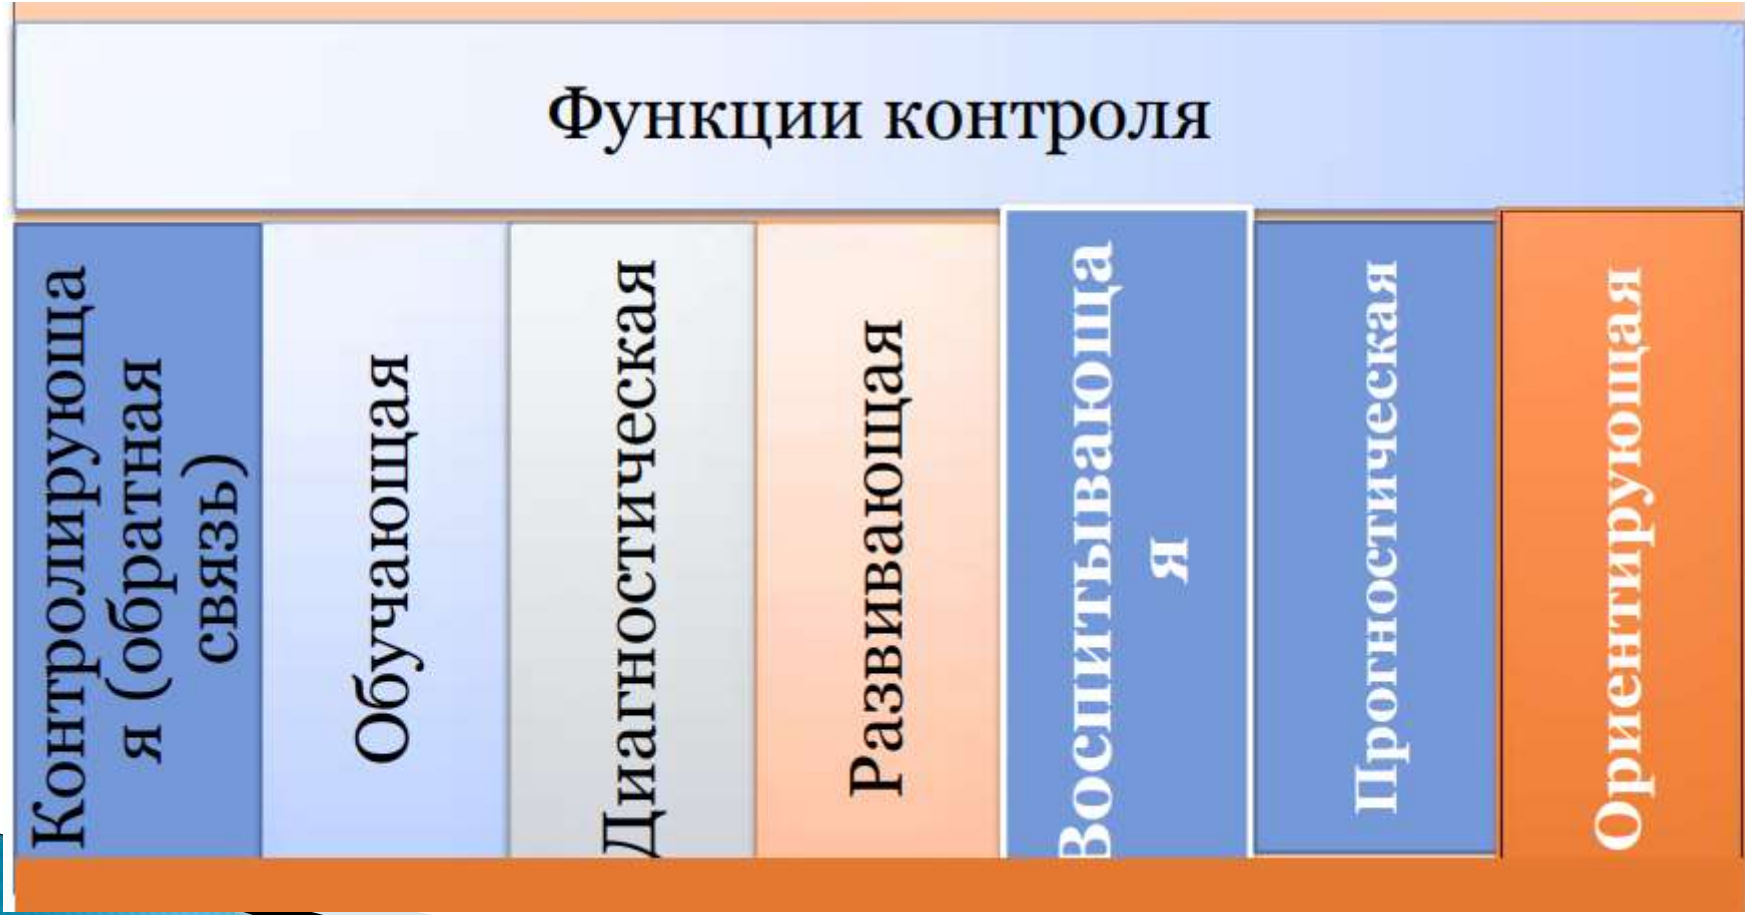 Функции контроля
Контролирующа
я (обратная
связь)
Обучающая
Диагностическая
Развивающая
Воспитывающа
я
Прогностическая
Ориентирующая